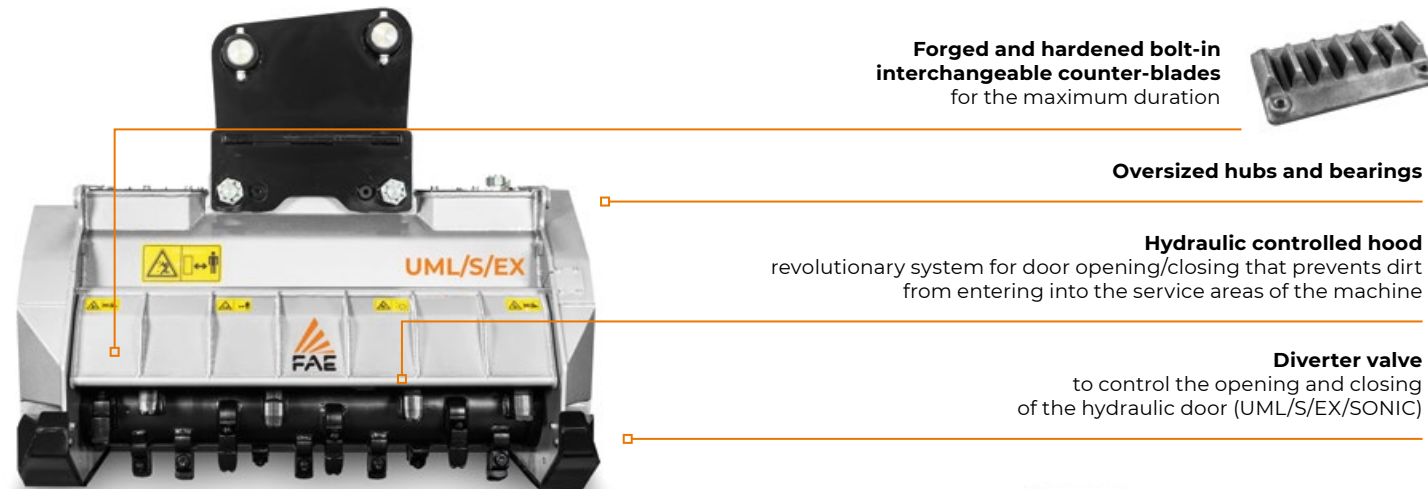 Forged and hardened bolt-in
interchangeable counter-blades
for the maximum duration
Oversized hubs and bearings
Hydraulic controlled hood
revolutionary system for door opening/closing that prevents dirt
from entering into the service areas of the machine
UML/S/EX
FAE
Diverter valve
to control the opening and closing
of the hydraulic door (UML/S/EX/SONIC)